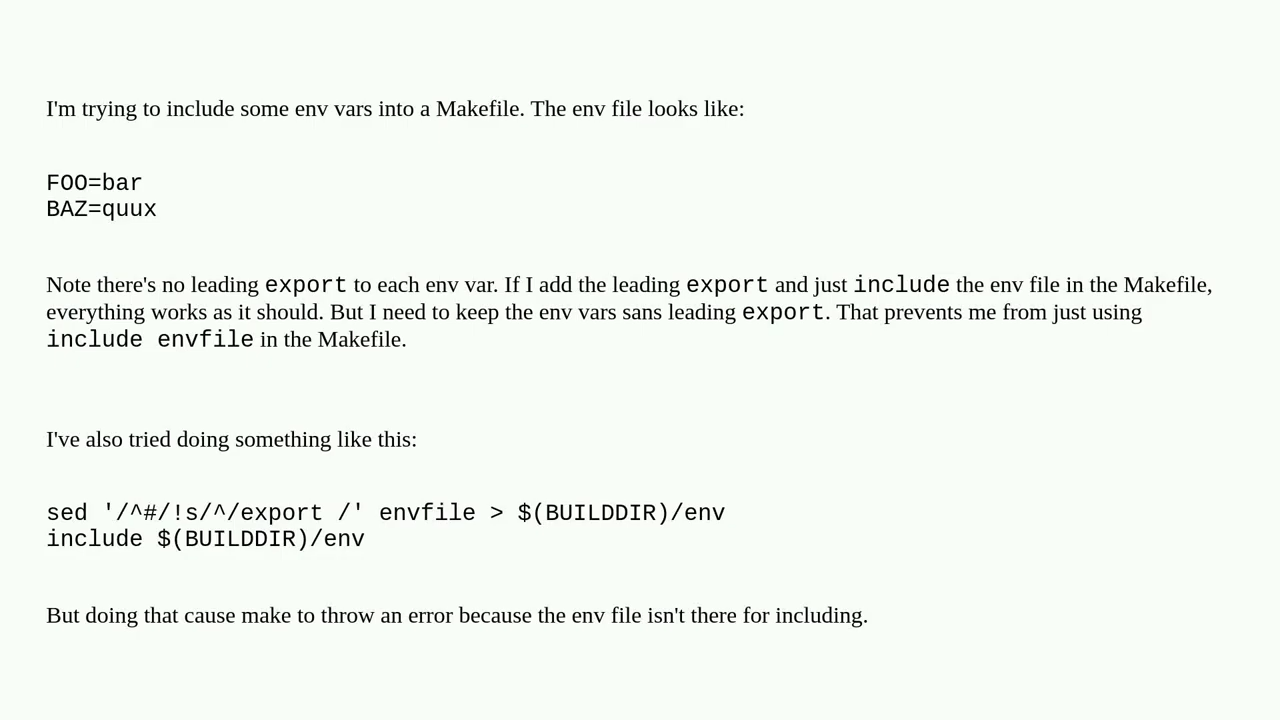 I'm trying to include some env vars into a Makefile. The env file looks like:
FOO=bar
BAZ=quux
Note there's no leading export to each env var. If I add the leading export and just include the env file in the Makefile,
everything works as it should. But I need to keep the env vars sans leading export. That prevents me from just using
include envfile in the Makefile.
I've also tried doing something like this:
sed '/^#/!s/^/export /' envfile > $(BUILDDIR)/env
include $(BUILDDIR)/env
But doing that cause make to throw an error because the env file isn't there for including.